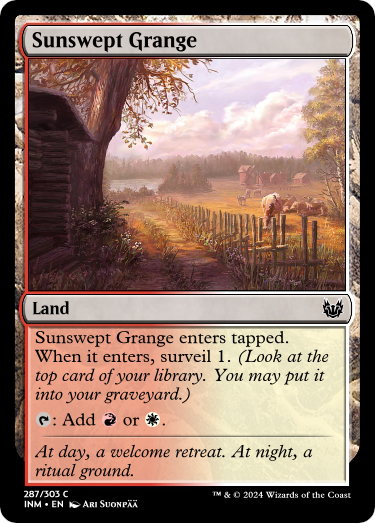 Sunswept Grange
Land
Sunswept Grange enters tapped.
When it enters, surveil 1. (Look at the
top card of your library. You may put it
into your graveyard.)
: Add or .
At day, a welcome retreat. At night, a
ritual ground.
287/303 C
INM • EN Ari Suonpää
™ & © 2024 Wizards of the Coast